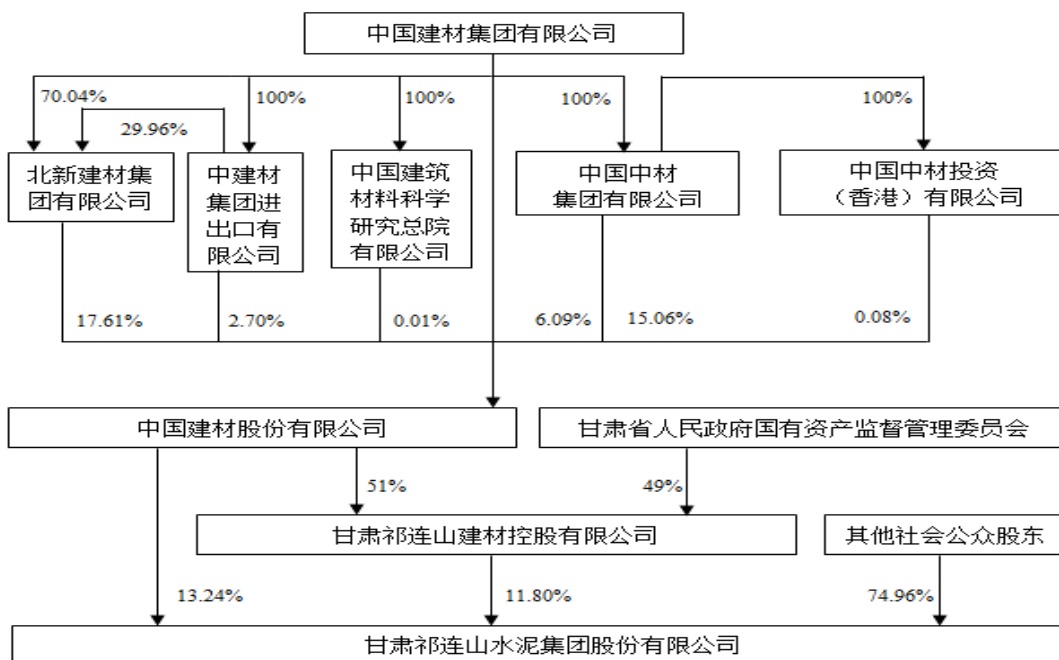 中国建材集团有限公司
70.04%
100%
100%
100%
100%
29.96%
北新建材集
团有限公司
中建材
集团进
出口有
限公司
中国建筑
材料科学
研究总院
有限公司
中国中材
集团有限公司
中国中材投资
（香港）有限公司
17.61%
2.70%
0.01%
6.09%
15.06%
0.08%
中国建材股份有限公司
甘肃省人民政府国有资产监督管理委员会
51%
49%
甘肃祁连山建材控股有限公司
其他社会公众股东
13.24%
11.80%
74.96%
甘肃祁连山水泥集团股份有限公司